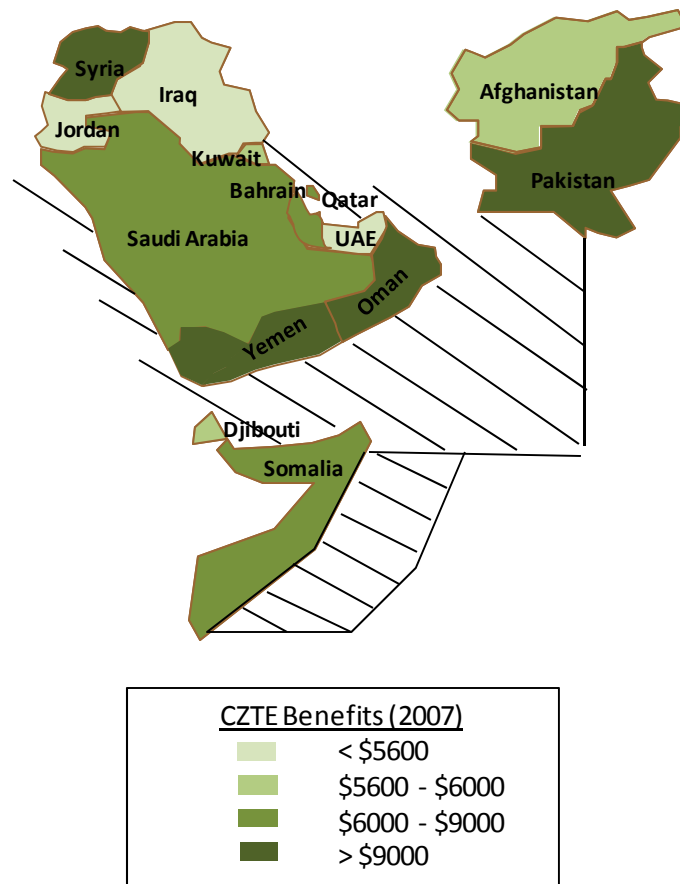 Syria
Afghanistan
Iraq
Jordan
Kuwait
Pakistan
Bahrain
Qatar
Saudi Arabia
UAE
Oman
Yemen
Djibouti
Somalia
CZTE Benefits (2007)
< $5600
$5600 - $6000
$6000 - $9000
> $9000